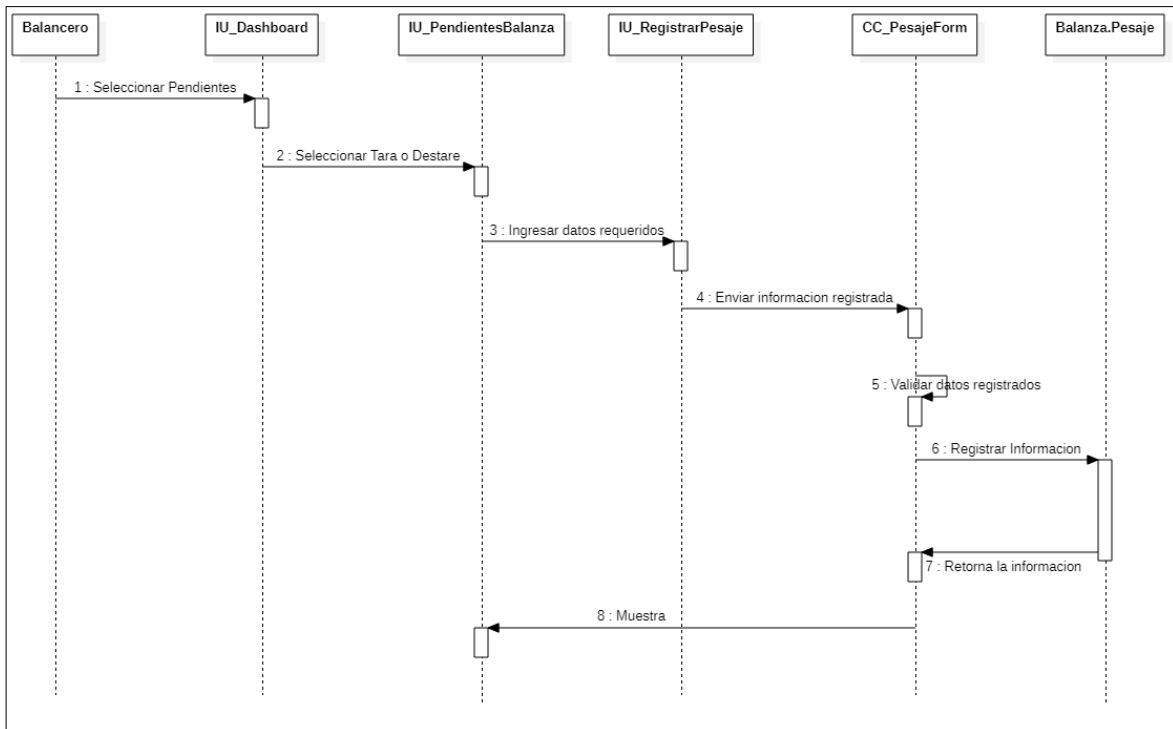 Balancero
IU_Dashboard
IU_PendientesBalanza
IU_RegistrarPesaje
CC_PesajeForm
Balanza.Pesaje
1 : Seleccionar Pendientes
2 : Seleccionar Tara o Destare
3 : Ingresar datos requeridos
4 : Enviar informacion registrada
5 : Validar datos registrados
6 : Registrar Informacion
7 : Retorna la informacion
8 : Muestra